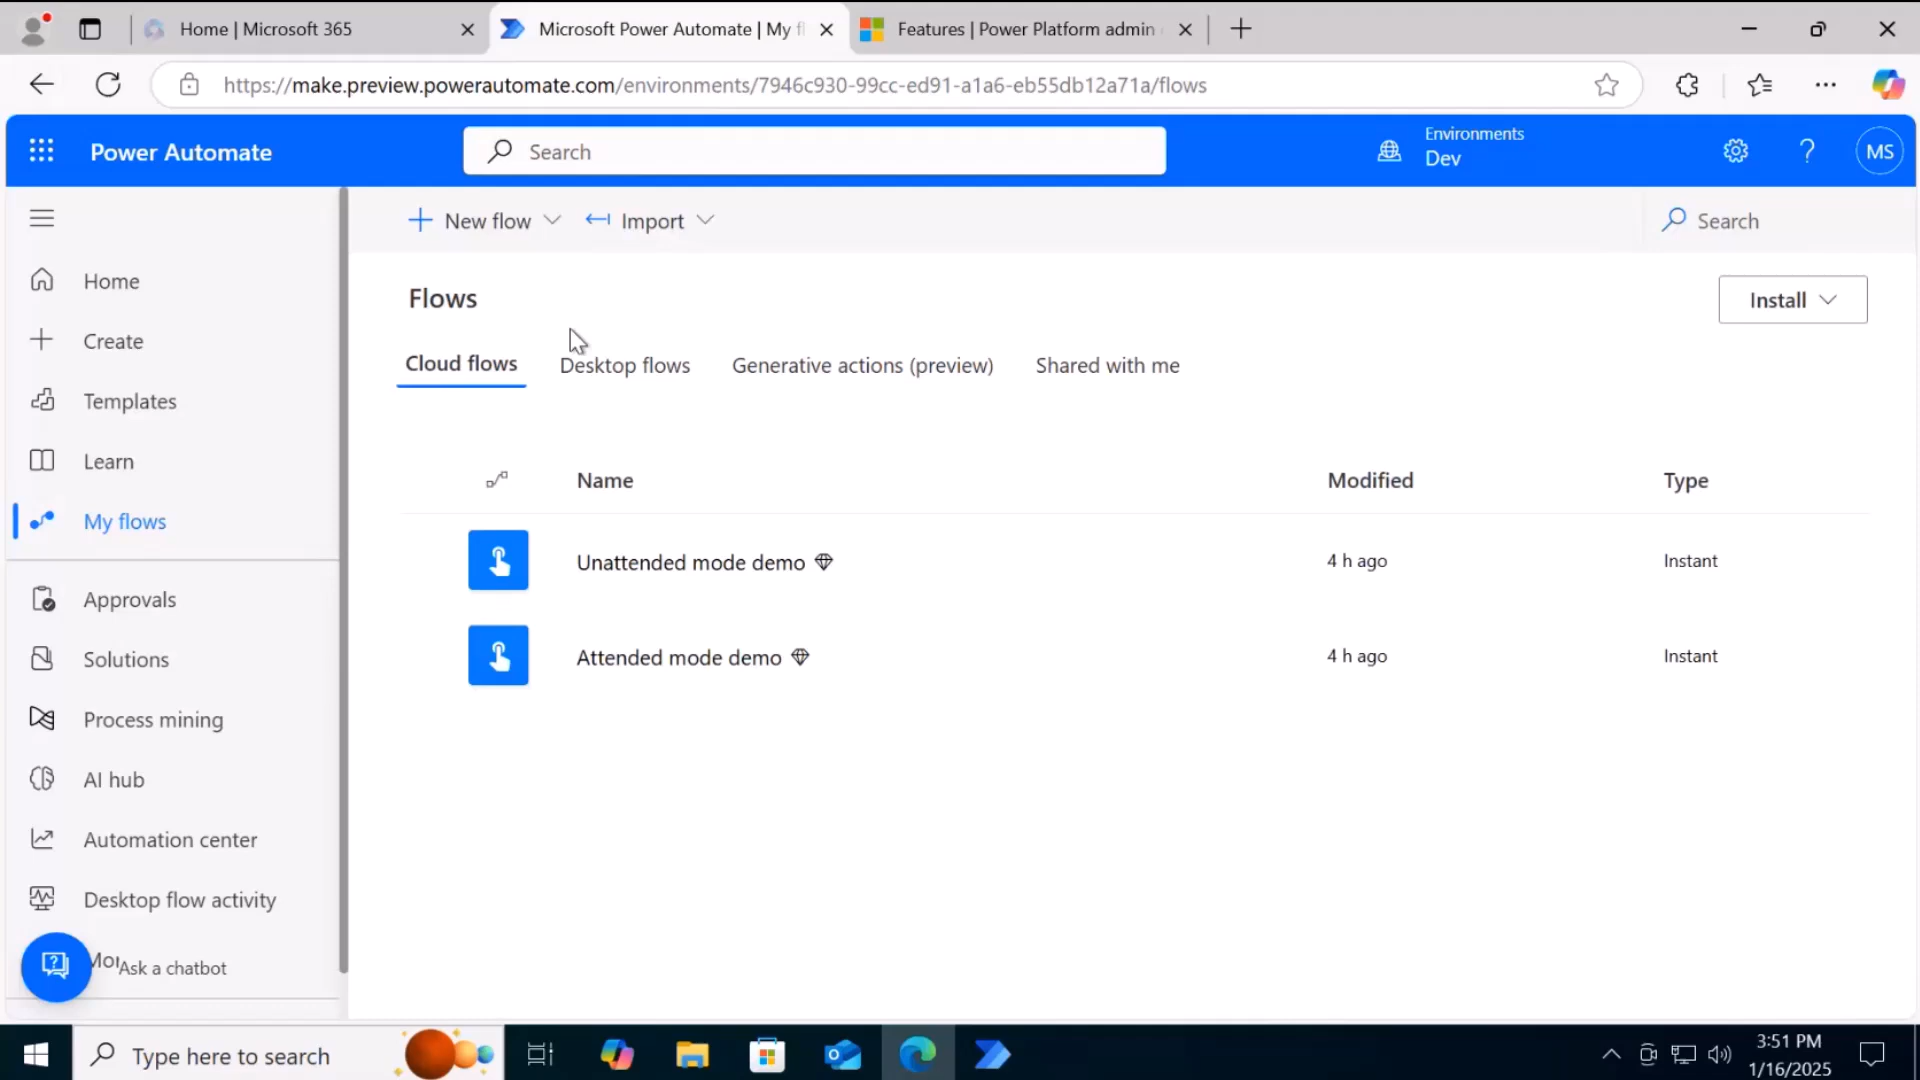 Home | Microsoft 365
Microsoft Power Automate | My fl
Features | Power Platform admin
https://make.preview.powerautomate.com/environments/7946c930-99cc-ed91-a1a6-eb55db12a71a/flows
Power Automate
Search
Environments
Dev
MS
New flow
Import
Search
Home
Create
Templates
Learn
My flows
Approvals
Solutions
Process mining
AI hub
Automation center
Desktop flow activity
Mor
Ask a chatbot
Flows
Install
Cloud flows
Desktop flows
Generative actions (preview)
Shared with me
Name
Modified
Type
Unattended mode demo
4 h ago
Instant
Attended mode demo
4 h ago
Instant
Type here to search
3:51 PM
1/16/2025